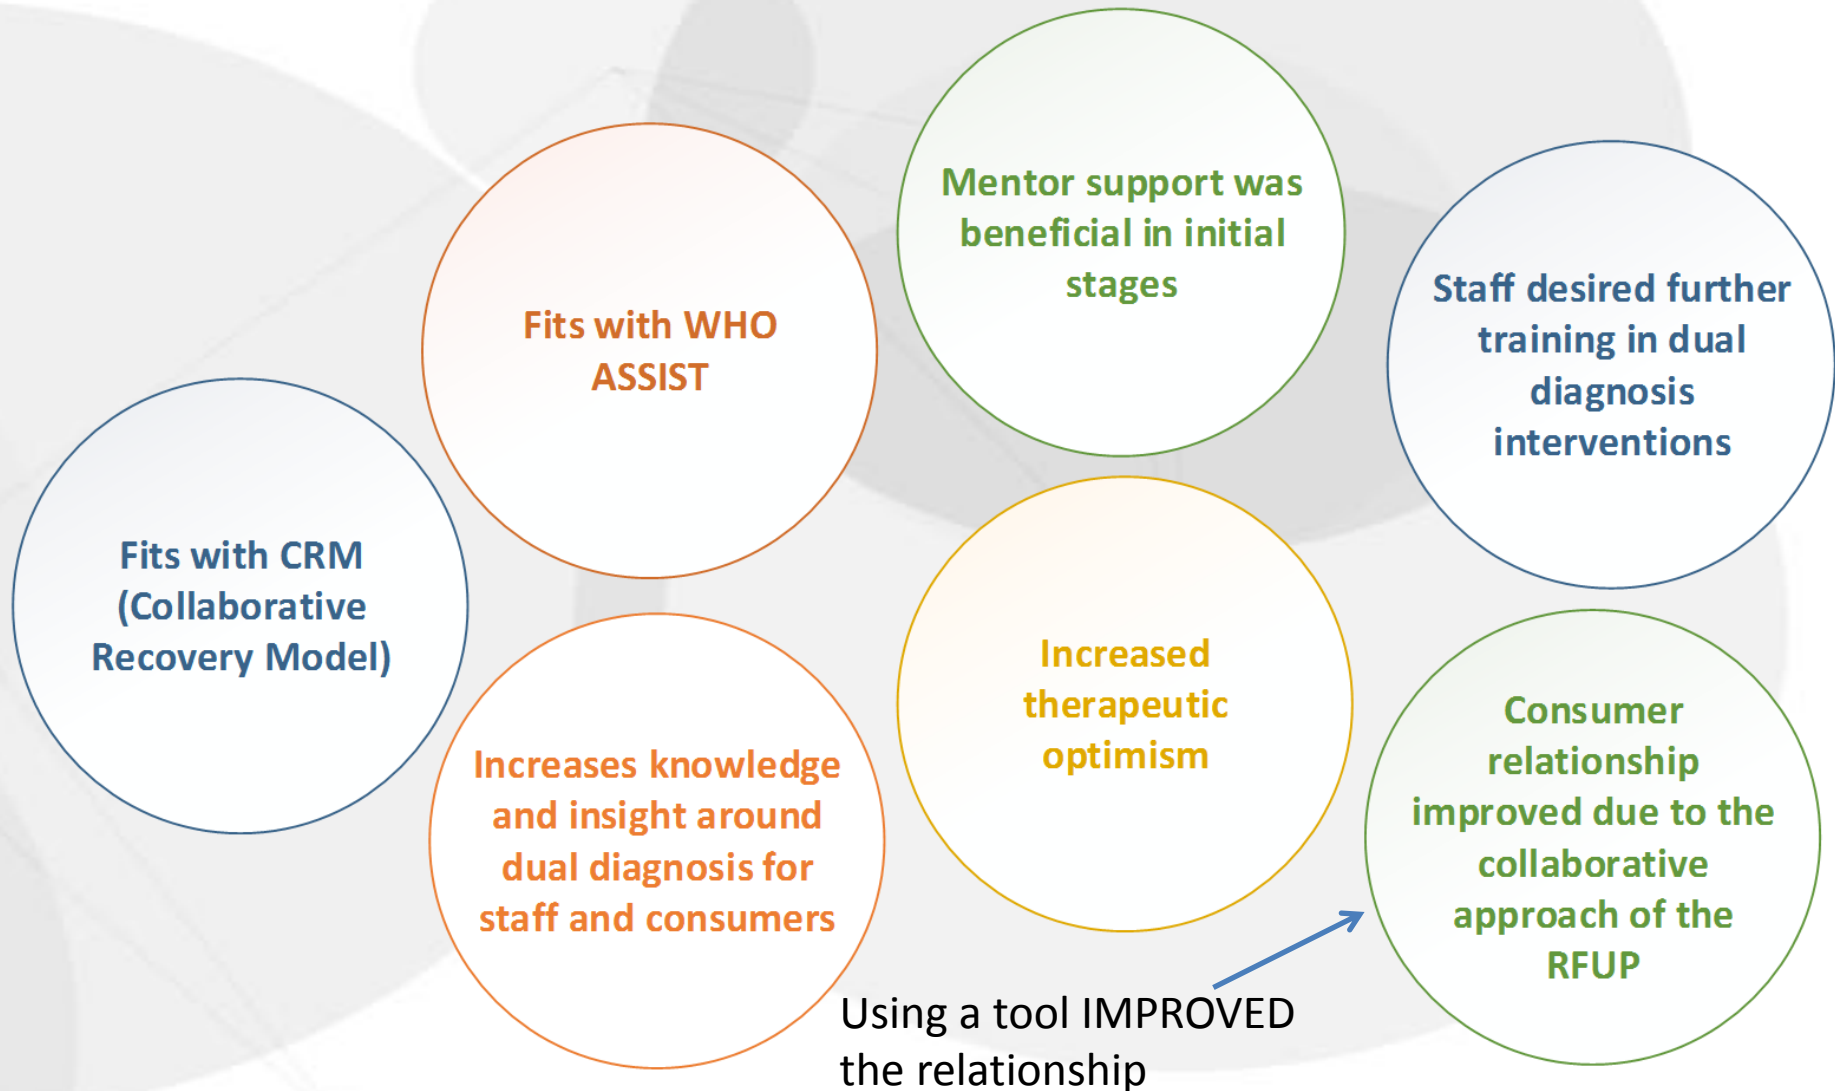 Fits with CRM
(Collaborative
Recovery Model)
Fits with WHO
ASSIST
Increases knowledge
and insight around
dual diagnosis for
staff and consumers
Mentor support was
beneficial in initial
stages
Increased
therapeutic
optimism
Staff desired further
training in dual
diagnosis
interventions
Consumer
relationship
improved due to the
collaborative
approach of the
RFUP
Using a tool IMPROVED
the relationship